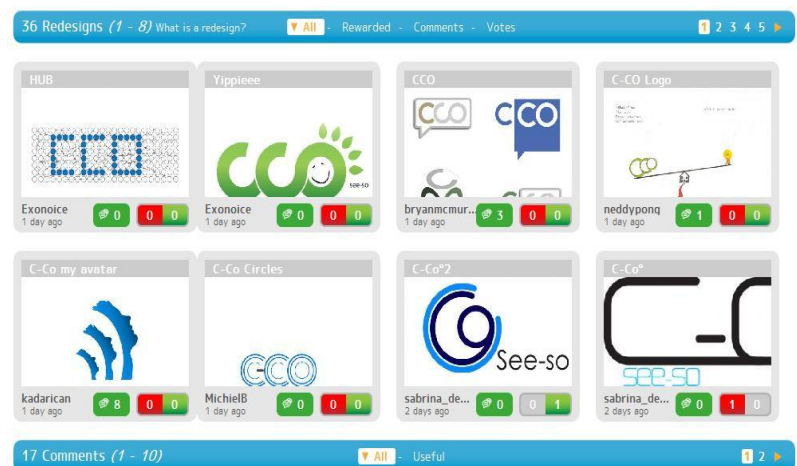 36 Redesigns (1 - 8) What is a redesign? ▼ All - Rewarded - Comments - Votes 1 2 3 4 5
HUB
Yippieee
CCO
C-CO Logo
CCO
cco
see-so
CCO
CCO
Exonoice
1 day ago
0 0 0
Exonoice
1 day ago
0 0 0
bryanmcmur...
1 day ago
3 0 0
neddypong
1 day ago
1 0 0
C-Co my avatar
C-Co Circles
C-Co°2
C-Co°
C-CO
See-so
C-C
see-so
kadarican
1 day ago
8 0 0
MichielB
1 day ago
0 0 0
sabrina_de...
2 days ago
0 0 1
sabrina_de...
2 days ago
0 1 0
17 Comments (1 - 10) ▼ All - Useful 1 2